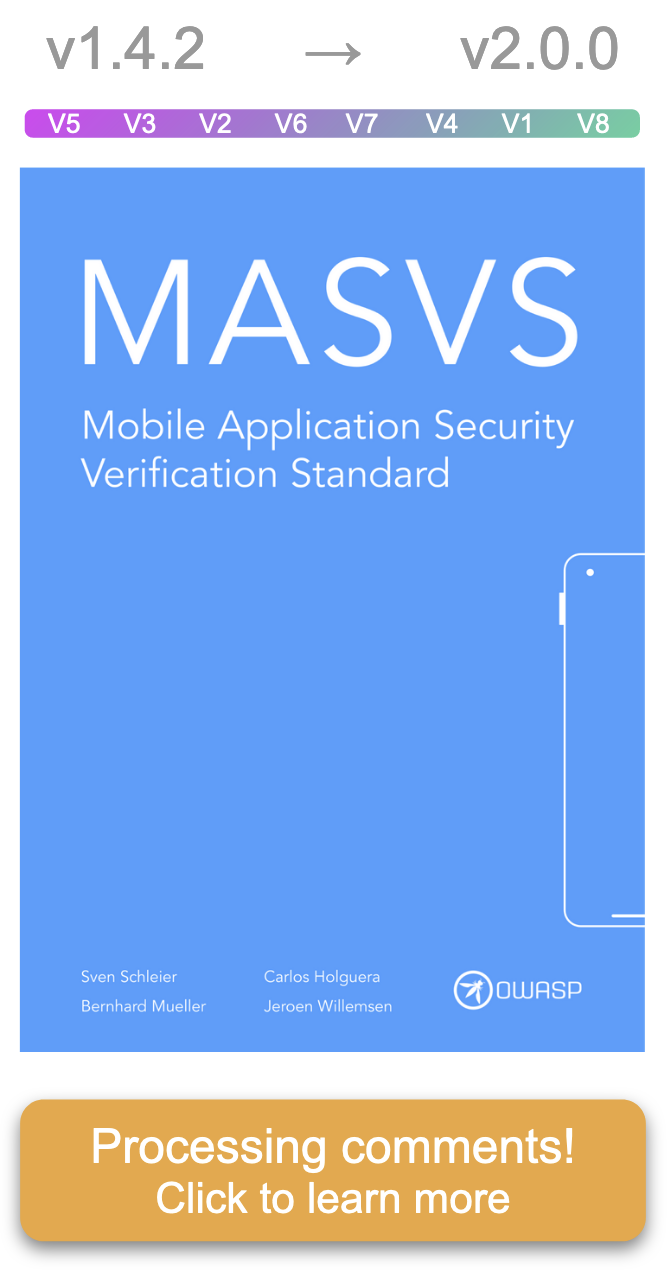 v1.4.2 → v2.0.0
V5 V3 V2 V6 V7 V4 V1 V8
MASVS
Mobile Application Security
Verification Standard
Sven Schleier Carlos Holguera
Bernhard Mueller Jeroen Willemsen
OWASP
Processing comments!
Click to learn more